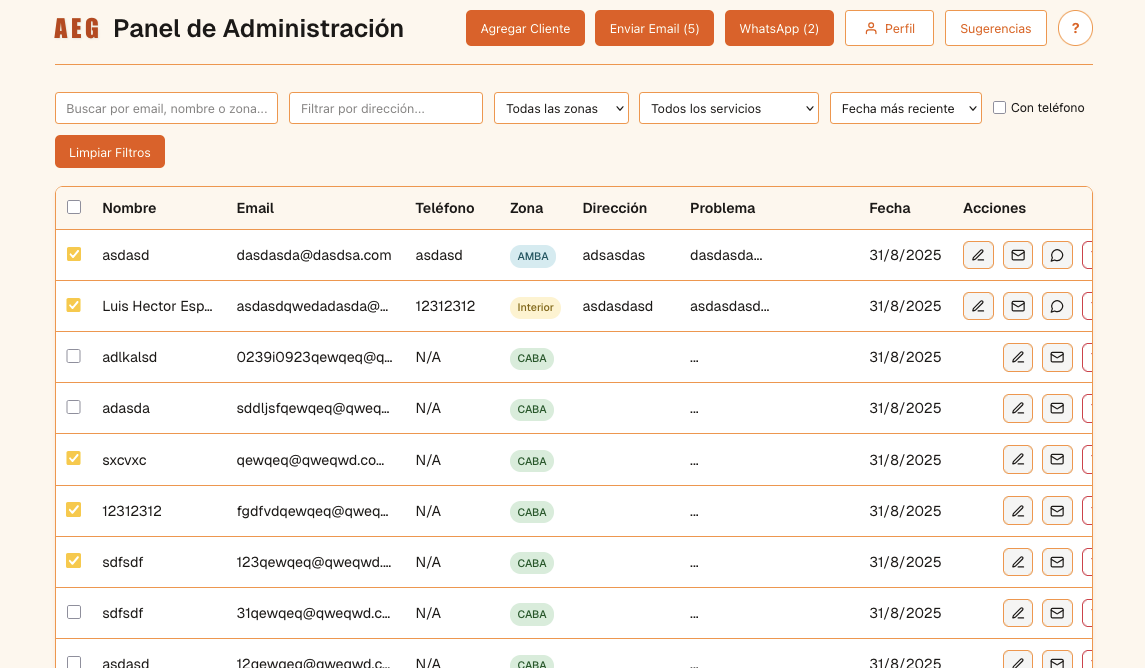 AEG Panel de Administración Agregar Cliente Enviar Email (5) WhatsApp (2) Perfil Sugerencias ?
Buscar por email, nombre o zona... Filtrar por dirección... Todas las zonas Todos los servicios Fecha más reciente Con teléfono
Limpiar Filtros
Nombre Email Teléfono Zona Dirección Problema Fecha Acciones
asdasd dasdasda@dasdsa.com asdasd AMBA adsasdas dasdasda... 31/8/2025
Luis Hector Esp... asdasdqwedadasda@... 12312312 Interior asdasdasd asdasdasd... 31/8/2025
adlkalsd 0239i0923qewqeq@q... N/A CABA ... 31/8/2025
adasda sddljsfqewqeq@qweq... N/A CABA ... 31/8/2025
sxcvxc qewqeq@qweqwd.co... N/A CABA ... 31/8/2025
12312312 fgdfvdqewqeq@qweq... N/A CABA ... 31/8/2025
sdfsdf 123qewqeq@qweqwd.... N/A CABA ... 31/8/2025
sdfsdf 31qewqeq@qweqwd.c... N/A CABA ... 31/8/2025
asdasd 12qewqeq@qweqwd.c... N/A CABA ... 31/8/2025